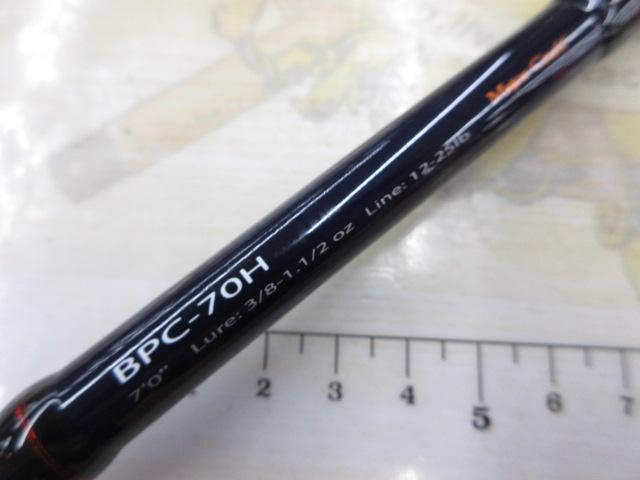 BPC-70H
7'0" Lure: 3/8-1.1/2 oz Line: 12-25lb
2 3 4 5 6 7